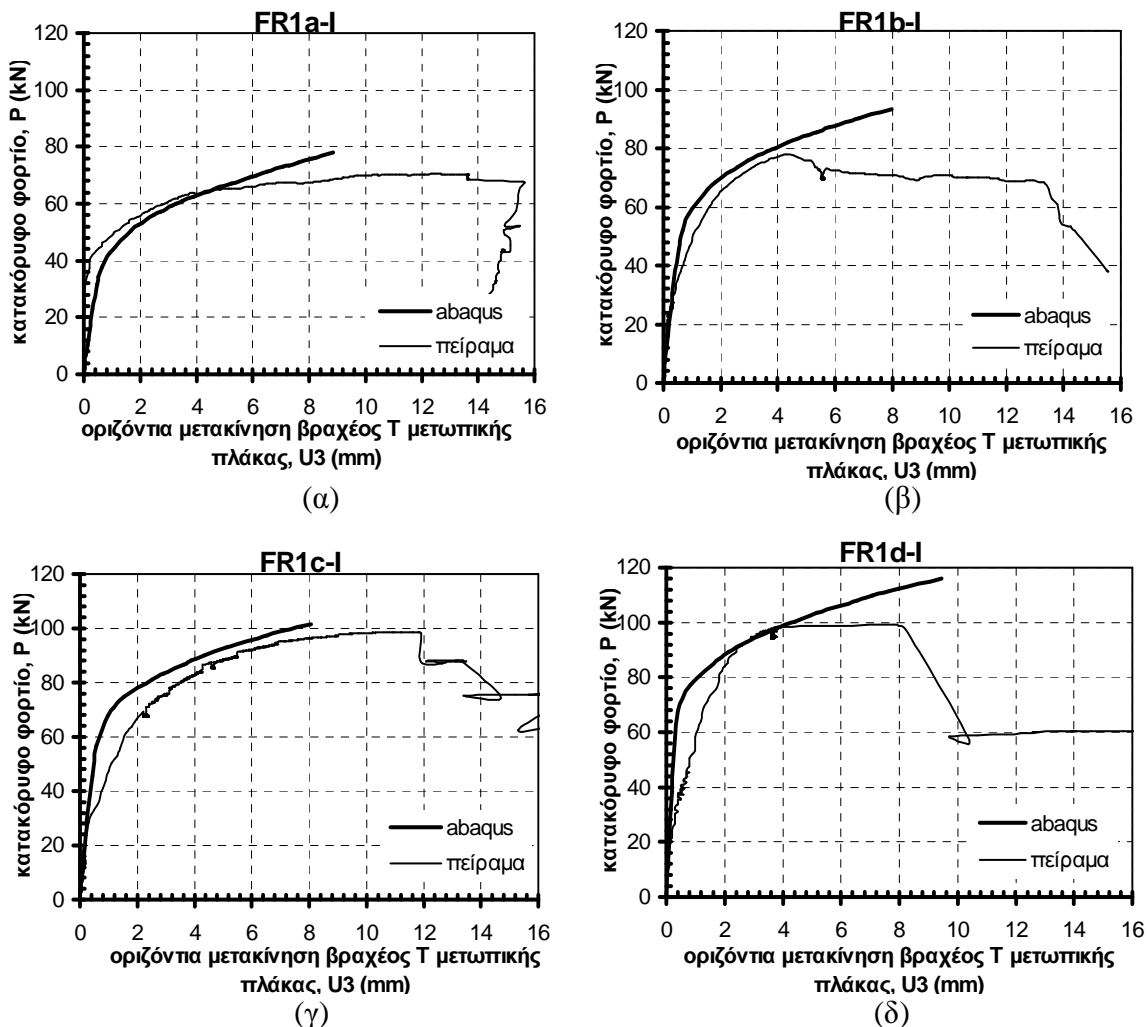 FR1a-I
120
100
80
60
40
20
0
κατακόρυφο φορτίο, P (kN)
abaqus
πείραμα
0 2 4 6 8 10 12 14 16
οριζόντια μετακίνηση βραχέος Τ μετωπικής
πλάκας, U3 (mm)
(α)
FR1b-I
120
100
80
60
40
20
0
κατακόρυφο φορτίο, P (kN)
abaqus
πείραμα
0 2 4 6 8 10 12 14 16
οριζόντια μετακίνηση βραχέος Τ μετωπικής
πλάκας, U3 (mm)
(β)
FR1c-I
120
100
80
60
40
20
0
κατακόρυφο φορτίο, P (kN)
abaqus
πείραμα
0 2 4 6 8 10 12 14 16
οριζόντια μετακίνηση βραχέος Τ μετωπικής
πλάκας, U3 (mm)
(γ)
FR1d-I
120
100
80
60
40
20
0
κατακόρυφο φορτίο, P (kN)
abaqus
πείραμα
0 2 4 6 8 10 12 14 16
οριζόντια μετακίνηση βραχέος Τ μετωπικής
πλάκας, U3 (mm)
(δ)